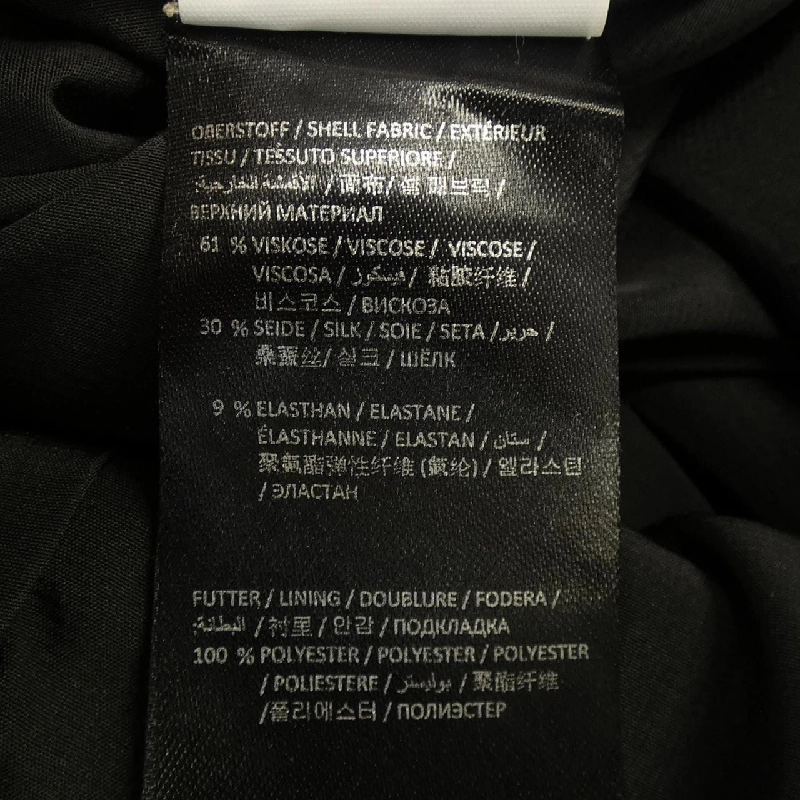 OBERSTOFF / SHELL FABRIC / EXTÉRIEUR
TISSU / TESSUTO SUPERIORE /
الأقمشة الخارجية / 面布 / 쉘 패브릭 /
ВЕРХНИЙ МАТЕРИАЛ
61 % VISKOSE / VISCOSE / VISCOSE /
VISCOSA / فيسكوز / 粘胶纤维 /
비스코스 / ВИСКОЗА
30 % SEIDE / SILK / SOIE / SETA / حرير /
桑蚕丝 / 실크 / ШЁЛК
9 % ELASTHAN / ELASTANE /
ÉLASTHANNE / ELASTAN / ستان /
聚氨酯弹性纤维 (氨纶) / 엘라스틴
/ ЭЛАСТАН
FUTTER / LINING / DOUBLURE / FODERA /
البطانة: / 衬里 / 안감 / ПОДКЛАДКА
100 % POLYESTER / POLYESTER / POLYESTER
/ POLIESTERE / بوليستر / 聚酯纤维
/폴리에스터 / ПОЛИЭСТЕР